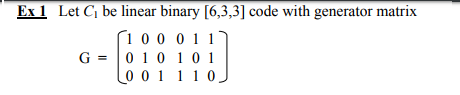 Ex 1 Let C₁ be linear binary [6,3,3] code with generator matrix
1 0 0 0 1 1
G = 0 1 0 1 0 1
0 0 1 1 1 0